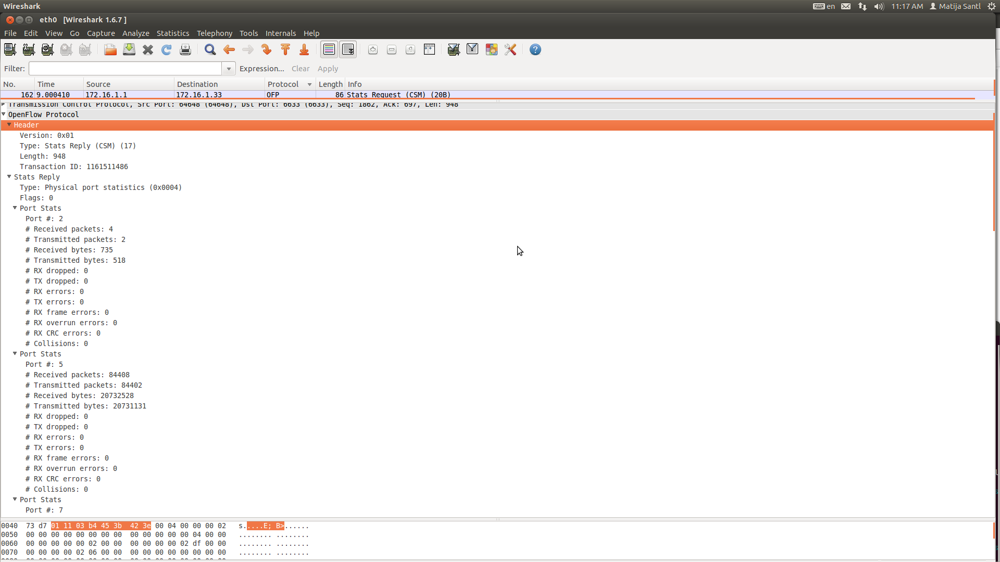 Wireshark en 11:17 AM Matija Santl
eth0 [Wireshark 1.6.7 ]
File Edit View Go Capture Analyze Statistics Telephony Tools Internals Help
Filter: Expression... Clear Apply
No. Time Source Destination Protocol Length Info
162 9.000410 172.16.1.1 172.16.1.33 OFP 86 Stats Request (CSM) (20B)
Transmission Control Protocol, Src Port: 64648 (64648), Dst Port: 6633 (6633), Seq: 1862, Ack: 697, Len: 948
OpenFlow Protocol
Header
Version: 0x01
Type: Stats Reply (CSM) (17)
Length: 948
Transaction ID: 1161511486
Stats Reply
Type: Physical port statistics (0x0004)
Flags: 0
Port Stats
Port #: 2
# Received packets: 4
# Transmitted packets: 2
# Received bytes: 735
# Transmitted bytes: 518
# RX dropped: 0
# TX dropped: 0
# RX errors: 0
# TX errors: 0
# RX frame errors: 0
# RX overrun errors: 0
# RX CRC errors: 0
# Collisions: 0
Port Stats
Port #: 5
# Received packets: 84408
# Transmitted packets: 84402
# Received bytes: 20732528
# Transmitted bytes: 20731131
# RX dropped: 0
# TX dropped: 0
# RX errors: 0
# TX errors: 0
# RX frame errors: 0
# RX overrun errors: 0
# RX CRC errors: 0
# Collisions: 0
Port Stats
Port #: 7
0040 73 d7 01 11 03 b4 45 3b 42 3e 00 04 00 00 00 02 s.....E; B>......
0050 00 00 00 00 00 00 00 00 00 00 00 00 00 04 00 00 ........ ........
0060 00 00 00 00 00 02 00 00 00 00 00 00 02 df 00 00 ........ ........
0070 00 00 00 00 02 06 00 00 00 00 00 00 00 00 00 00 ........ ........